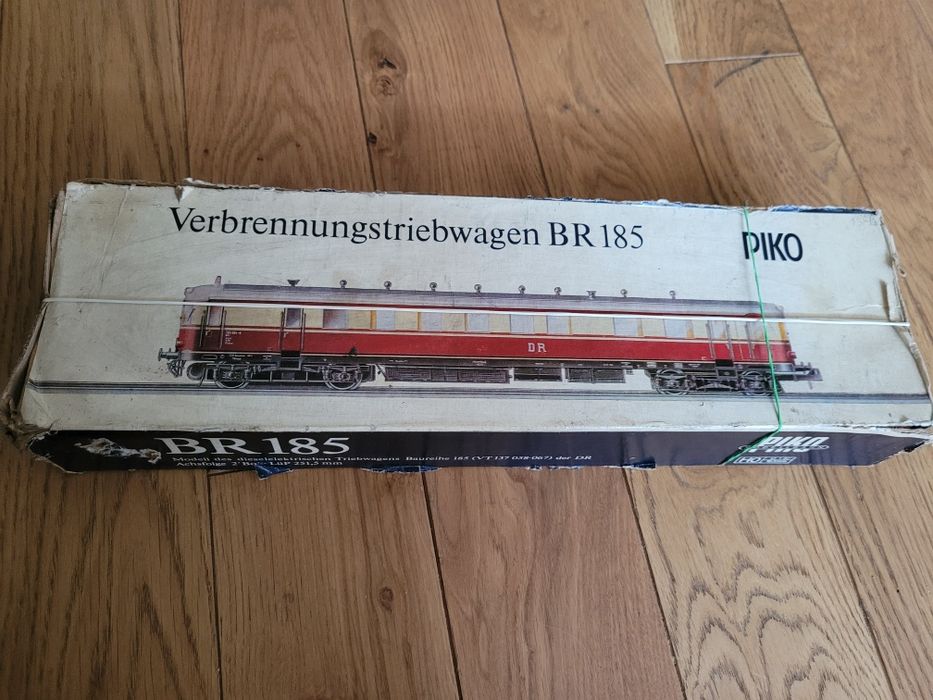 Verbrennungstriebwagen BR 185
PIKO
DR
BR 185
Modell des dieselelektrischen Triebwagens Baureihe 185 (VT 137 058-067) der DR
Achsfolge 2'Bo'· LüP 251,5 mm
PIKO
HO